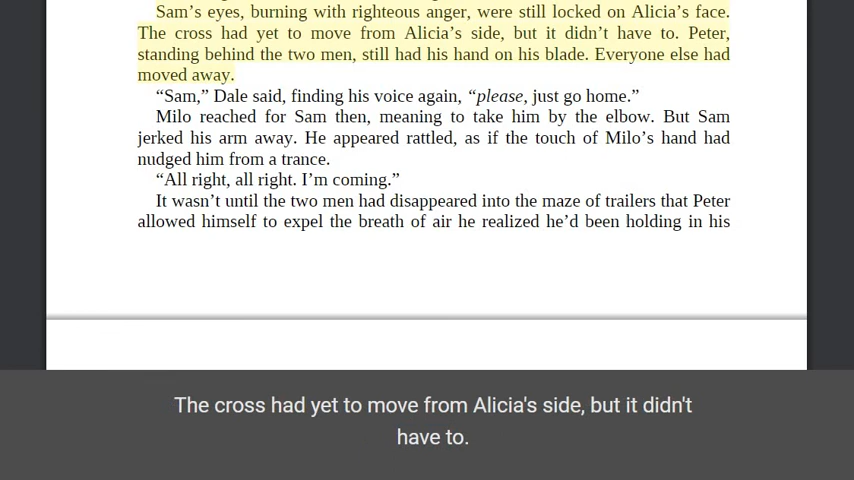 Sam’s eyes, burning with righteous anger, were still locked on Alicia’s face.
The cross had yet to move from Alicia’s side, but it didn’t have to. Peter,
standing behind the two men, still had his hand on his blade. Everyone else had
moved away.
“Sam,” Dale said, finding his voice again, “please, just go home.”
Milo reached for Sam then, meaning to take him by the elbow. But Sam
jerked his arm away. He appeared rattled, as if the touch of Milo’s hand had
nudged him from a trance.
“All right, all right. I’m coming.”
It wasn’t until the two men had disappeared into the maze of trailers that Peter
allowed himself to expel the breath of air he realized he’d been holding in his
The cross had yet to move from Alicia's side, but it didn't
have to.